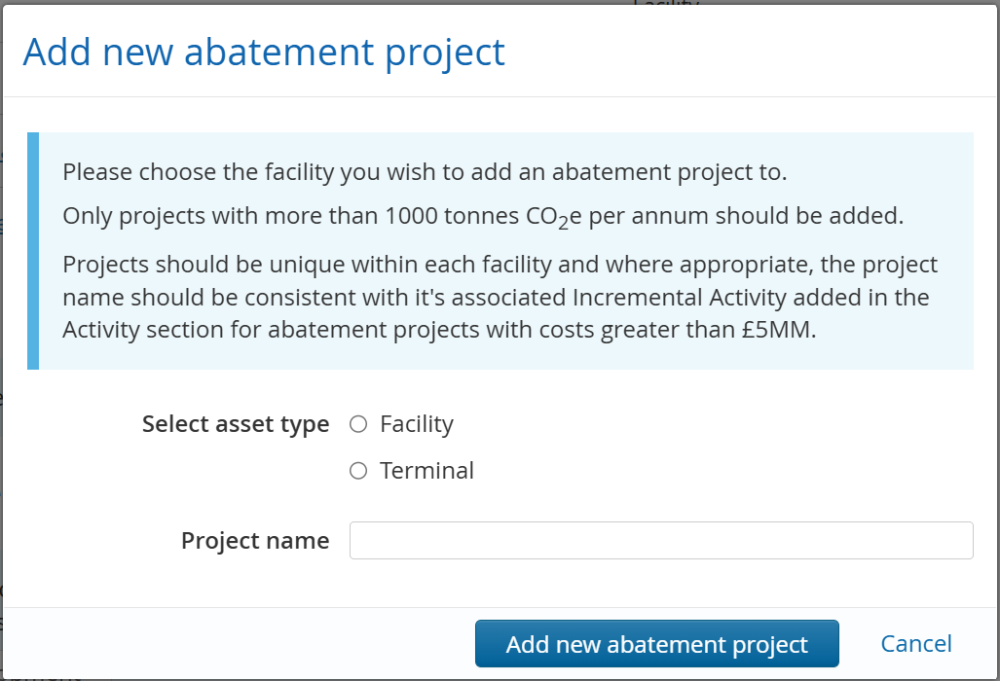 Add new abatement project
Please choose the facility you wish to add an abatement project to.
Only projects with more than 1000 tonnes CO₂e per annum should be added.
Projects should be unique within each facility and where appropriate, the project
name should be consistent with it's associated Incremental Activity added in the
Activity section for abatement projects with costs greater than £5MM.
Select asset type
Facility
Terminal
Project name
Add new abatement project
Cancel